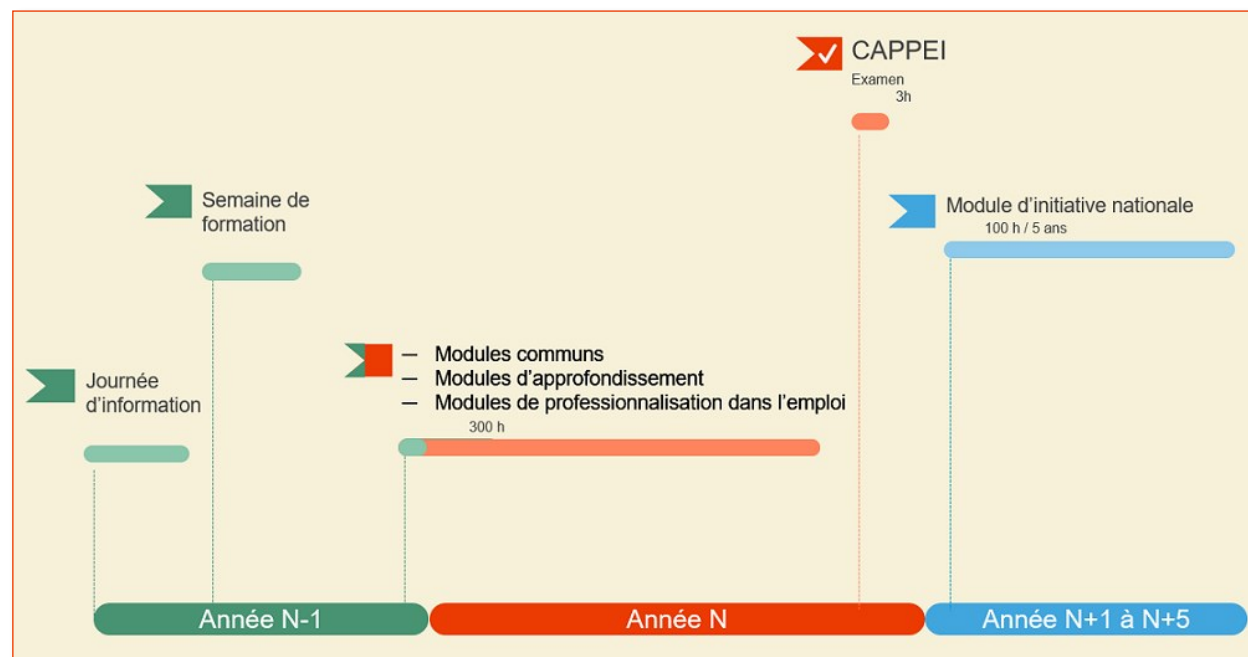 CAPPEI
Examen
3h
Semaine de
formation
Module d'initiative nationale
100 h / 5 ans
Journée
d'information
— Modules communs
— Modules d'approfondissement
— Modules de professionnalisation dans l'emploi
300 h
Année N-1
Année N
Année N+1 à N+5